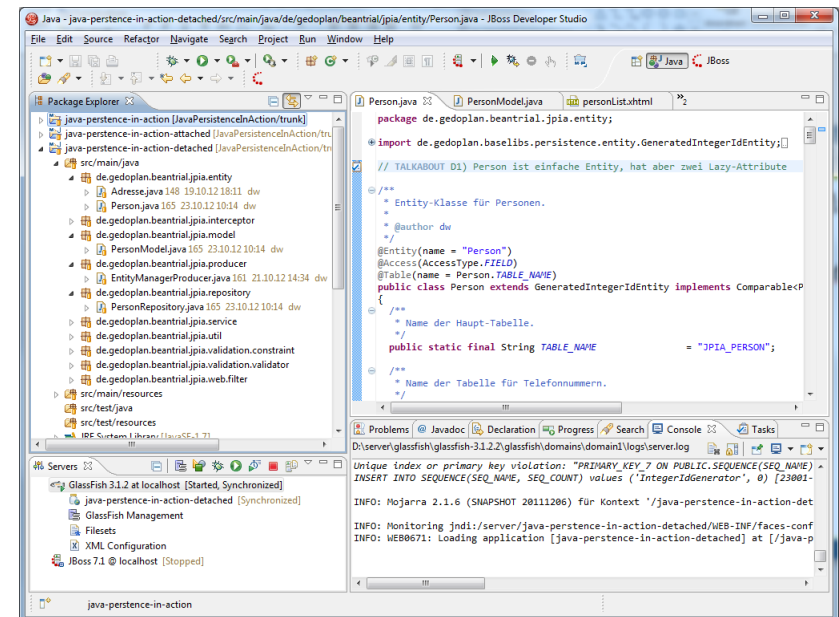 Java - java-perstence-in-action-detached/src/main/java/de/gedoplan/beantrial/jpia/entity/Person.java - JBoss Developer Studio
File Edit Source Refactor Navigate Search Project Run Window Help
Java JBoss
Package Explorer
java-perstence-in-action [JavaPersistenceInAction/trunk]
java-perstence-in-action-attached [JavaPersistenceInAction/tru
java-perstence-in-action-detached [JavaPersistenceInAction/tr
src/main/java
de.gedoplan.beantrial.jpia.entity
Adresse.java 148 19.10.12 18:11 dw
Person.java 165 23.10.12 10:14 dw
de.gedoplan.beantrial.jpia.interceptor
de.gedoplan.beantrial.jpia.model
PersonModel.java 165 23.10.12 10:14 dw
de.gedoplan.beantrial.jpia.producer
EntityManagerProducer.java 161 21.10.12 14:34 dw
de.gedoplan.beantrial.jpia.repository
PersonRepository.java 165 23.10.12 10:14 dw
de.gedoplan.beantrial.jpia.service
de.gedoplan.beantrial.jpia.util
de.gedoplan.beantrial.jpia.validation.constraint
de.gedoplan.beantrial.jpia.validation.validator
de.gedoplan.beantrial.jpia.web.filter
src/main/resources
src/test/java
src/test/resources
JRE System Library [JavaSE-1.7]
Person.java PersonModel.java personList.xhtml »2
package de.gedoplan.beantrial.jpia.entity;
import de.gedoplan.baselibs.persistence.entity.GeneratedIntegerIdEntity;
// TALKABOUT D1) Person ist einfache Entity, hat aber zwei Lazy-Attribute
/**
* Entity-Klasse für Personen.
*
* @author dw
*/
@Entity(name = "Person")
@Access(AccessType.FIELD)
@Table(name = Person.TABLE_NAME)
public class Person extends GeneratedIntegerIdEntity implements Comparable<P
{
/**
* Name der Haupt-Tabelle.
*/
public static final String TABLE_NAME = "JPIA_PERSON";
/**
* Name der Tabelle für Telefonnummern.
*/
Servers
GlassFish 3.1.2 at localhost [Started, Synchronized]
java-perstence-in-action-detached [Synchronized]
GlassFish Management
Filesets
XML Configuration
JBoss 7.1 @ localhost [Stopped]
Problems @ Javadoc Declaration Progress Search Console Tasks
D:\server\glassfish\glassfish-3.1.2.2\glassfish\domains\domain1\logs\server.log
Unique index or primary key violation: "PRIMARY_KEY_7 ON PUBLIC.SEQUENCE(SEQ_NAME)
INSERT INTO SEQUENCE(SEQ_NAME, SEQ_COUNT) values ('IntegerIdGenerator', 0) [23001-
INFO: Mojarra 2.1.6 (SNAPSHOT 20111206) für Kontext '/java-perstence-in-action-det
INFO: Monitoring jndi:/server/java-perstence-in-action-detached/WEB-INF/faces-conf
INFO: WEB0671: Loading application [java-perstence-in-action-detached] at [/java-p
java-perstence-in-action